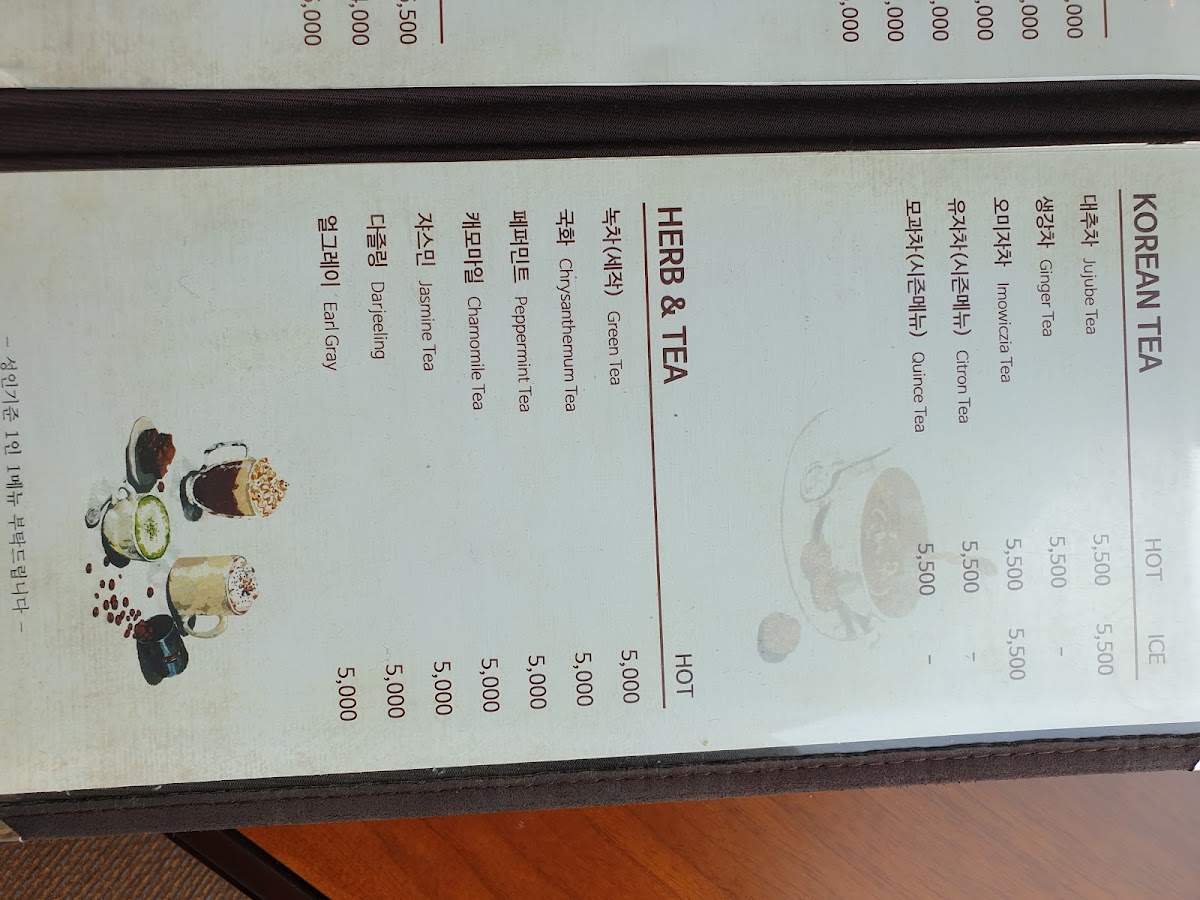 KOREAN TEA HOT ICE
대추차 Jujube Tea 5,500 5,500
생강차 Ginger Tea 5,500 -
오미자차 Imowiczia Tea 5,500 5,500
유자차(시즌메뉴) Citron Tea 5,500 -
모과차(시즌메뉴) Quince Tea 5,500 -
HERB & TEA HOT
녹차(세작) Green Tea 5,000
국화 Chrysanthemum Tea 5,000
페퍼민트 Peppermint Tea 5,000
캐모마일 Chamomile Tea 5,000
쟈스민 Jasmine Tea 5,000
다즐링 Darjeeling 5,000
얼그레이 Earl Gray 5,000
- 성인기준 1인 1메뉴 부탁드립니다 -